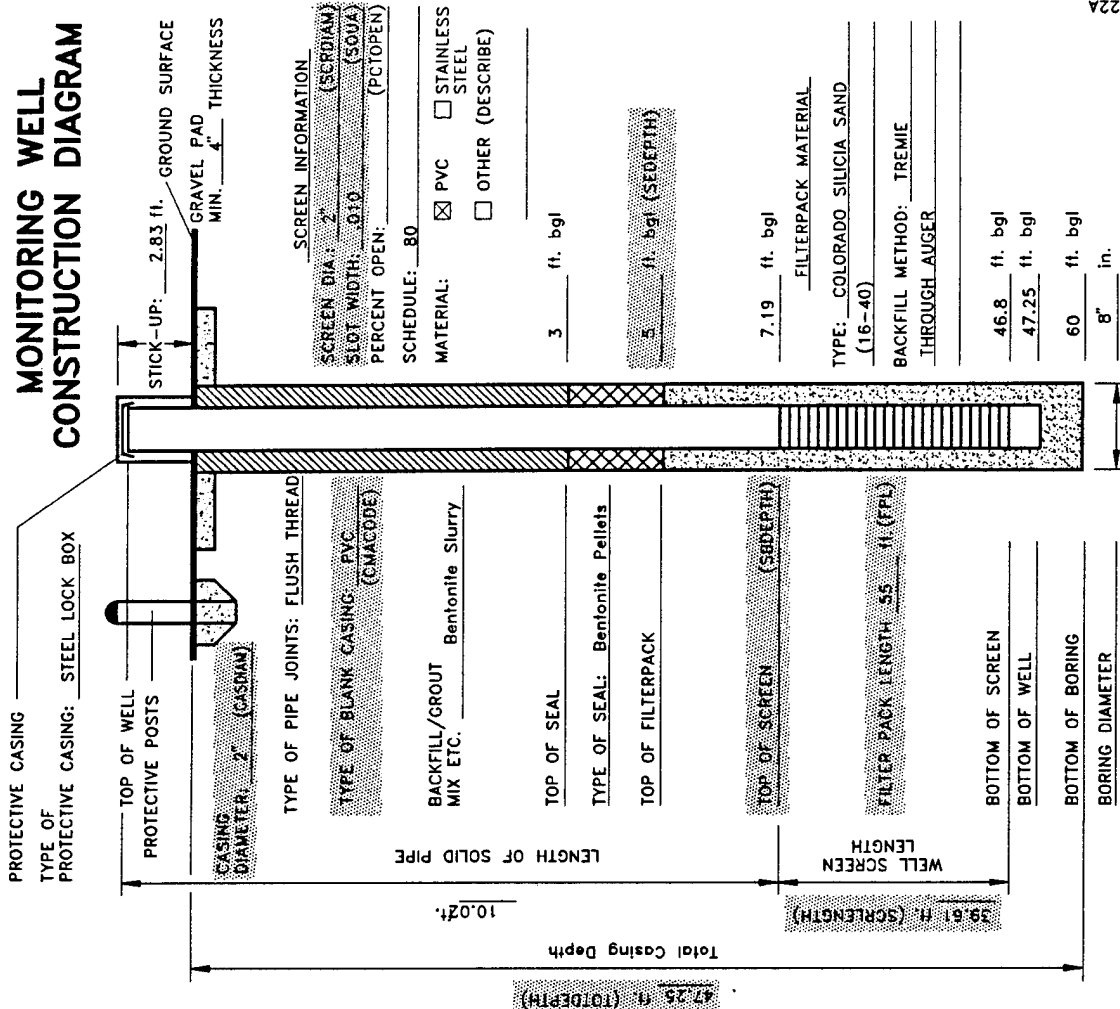 MONITORING WELL
CONSTRUCTION DIAGRAM
PROTECTIVE CASING
TYPE OF
PROTECTIVE CASING: STEEL LOCK BOX
TOP OF WELL
PROTECTIVE POSTS
STICK-UP: 2.83 ft.
GROUND SURFACE
GRAVEL PAD
MIN. 4" THICKNESS
CASING
DIAMETER: 2" (CASDIAM)
TYPE OF PIPE JOINTS: FLUSH THREAD
TYPE OF BLANK CASING: PVC
(CMACODE)
BACKFILL/GROUT
MIX ETC. Bentonite Slurry
SCREEN INFORMATION
SCREEN DIA.: 2" (SCRDIAM)
SLOT WIDTH: .010 (SOUA)
PERCENT OPEN: (PCTOPEN)
SCHEDULE: 80
MATERIAL: ☒ PVC ☐ STAINLESS
STEEL
☐ OTHER (DESCRIBE)
TOP OF SEAL 3 ft. bgl
TYPE OF SEAL: Bentonite Pellets
TOP OF FILTERPACK 5 ft. bgl (SEDEPTH)
TOP OF SCREEN (SBDEPTH) 7.19 ft. bgl
FILTERPACK MATERIAL
TYPE: COLORADO SILICIA SAND
(16-40)
BACKFILL METHOD: TREMIE
THROUGH AUGER
FILTER PACK LENGTH 55 ft (FPL)
BOTTOM OF SCREEN 46.8 ft. bgl
BOTTOM OF WELL 47.25 ft. bgl
BOTTOM OF BORING 60 ft. bgl
BORING DIAMETER 8" in.
LENGTH OF SOLID PIPE
10.02ft.
WELL SCREEN
LENGTH
39.61 ft. (SCRLENGTH)
Total Casing Depth
47.25 ft. (TOTDEPTH)
22A